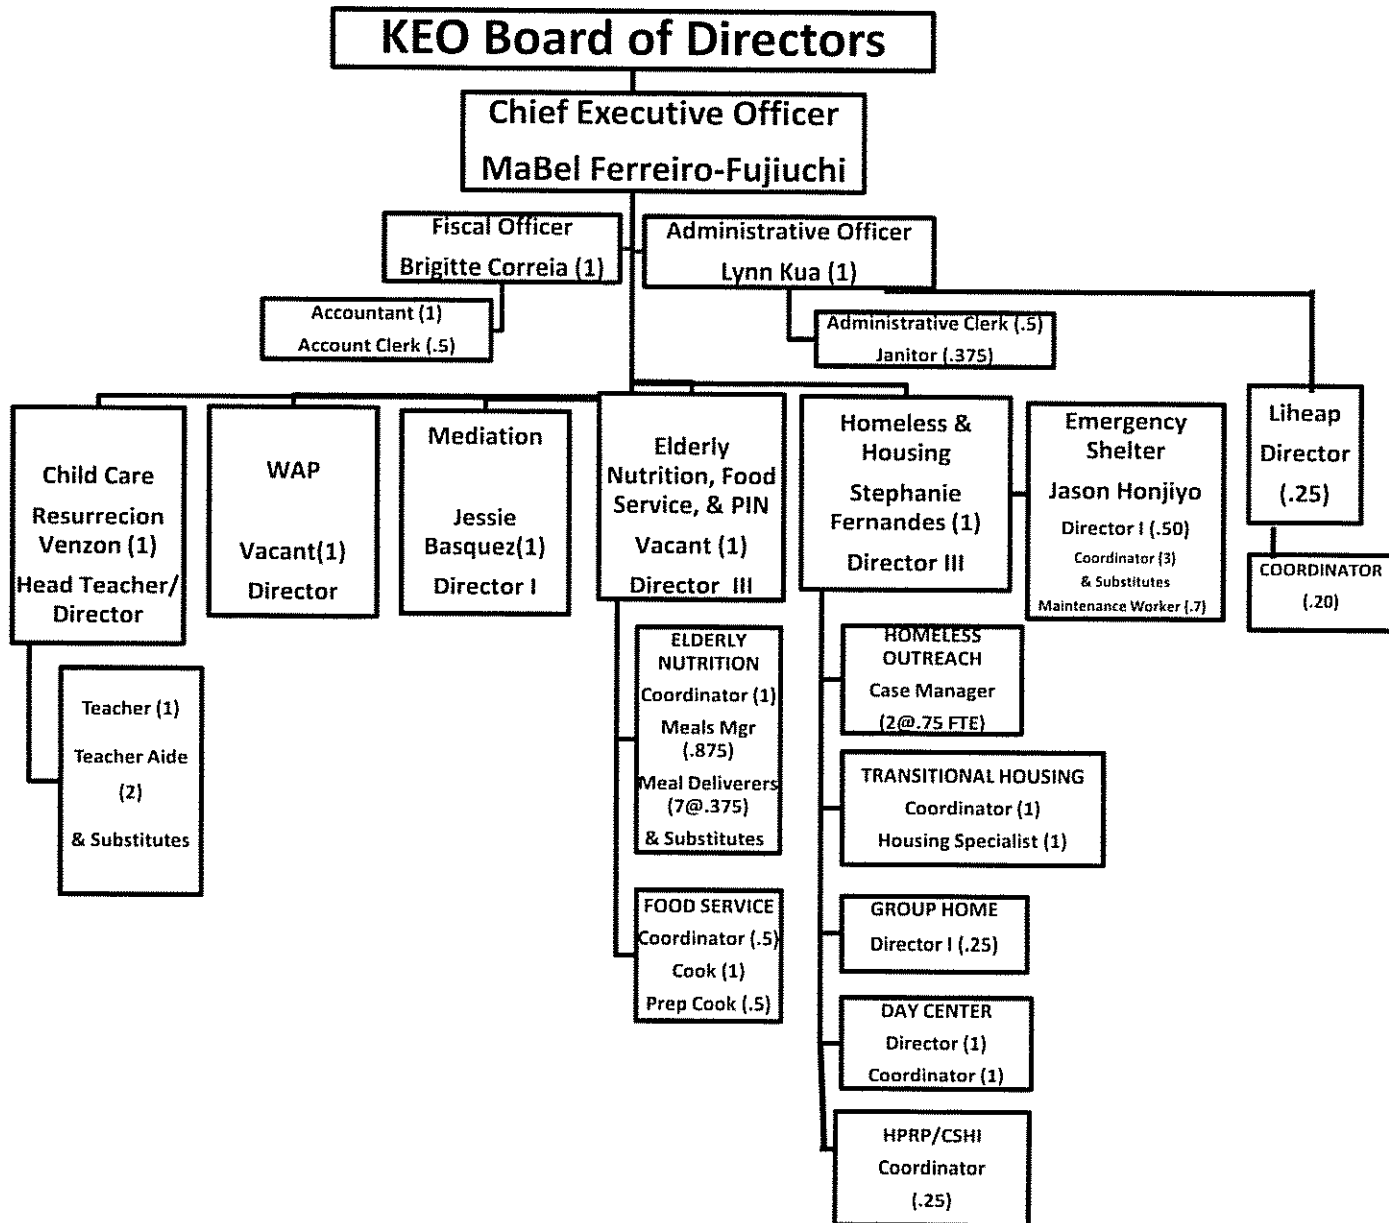 KEO Board of Directors
Chief Executive Officer
MaBel Ferreiro-Fujiuchi
Fiscal Officer
Brigitte Correia (1)
Administrative Officer
Lynn Kua (1)
Accountant (1)
Account Clerk (.5)
Administrative Clerk (.5)
Janitor (.375)
Child Care
Resurrecion
Venzon (1)
Head Teacher/
Director
WAP
Vacant(1)
Director
Mediation
Jessie
Basquez(1)
Director I
Elderly
Nutrition, Food
Service, & PIN
Vacant (1)
Director III
Homeless &
Housing
Stephanie
Fernandes (1)
Director III
Emergency
Shelter
Jason Honjiyo
Director I (.50)
Coordinator (3)
& Substitutes
Maintenance Worker (.7)
Liheap
Director
(.25)
COORDINATOR
(.20)
Teacher (1)
Teacher Aide
(2)
& Substitutes
ELDERLY
NUTRITION
Coordinator (1)
Meals Mgr
(.875)
Meal Deliverers
(7@.375)
& Substitutes
FOOD SERVICE
Coordinator (.5)
Cook (1)
Prep Cook (.5)
HOMELESS
OUTREACH
Case Manager
(2@.75 FTE)
TRANSITIONAL HOUSING
Coordinator (1)
Housing Specialist (1)
GROUP HOME
Director I (.25)
DAY CENTER
Director (1)
Coordinator (1)
HPRP/CSHI
Coordinator
(.25)